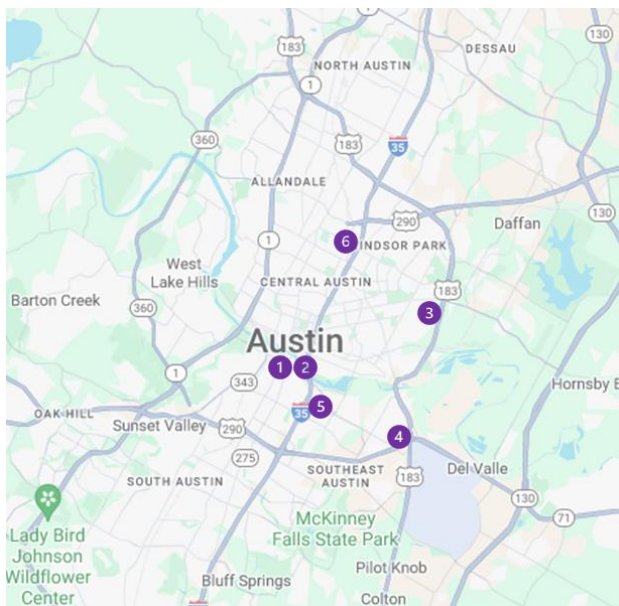 183
1
130
DESSAU
NORTH AUSTIN
1
360
183
35
ALLANDALE
290
130
Daffan
6
INDSOR PARK
1
West
Lake Hills
CENTRAL AUSTIN
183
Barton Creek
360
3
Austin
1
2
1
343
Hornsby B
OAK HILL
5
35
Sunset Valley
290
4
275
SOUTHEAST
AUSTIN
Del Valle
183
SOUTH AUSTIN
130
71
Lady Bird
Johnson
Wildflower
Center
McKinney
Falls State Park
Pilot Knob
Bluff Springs
Colton